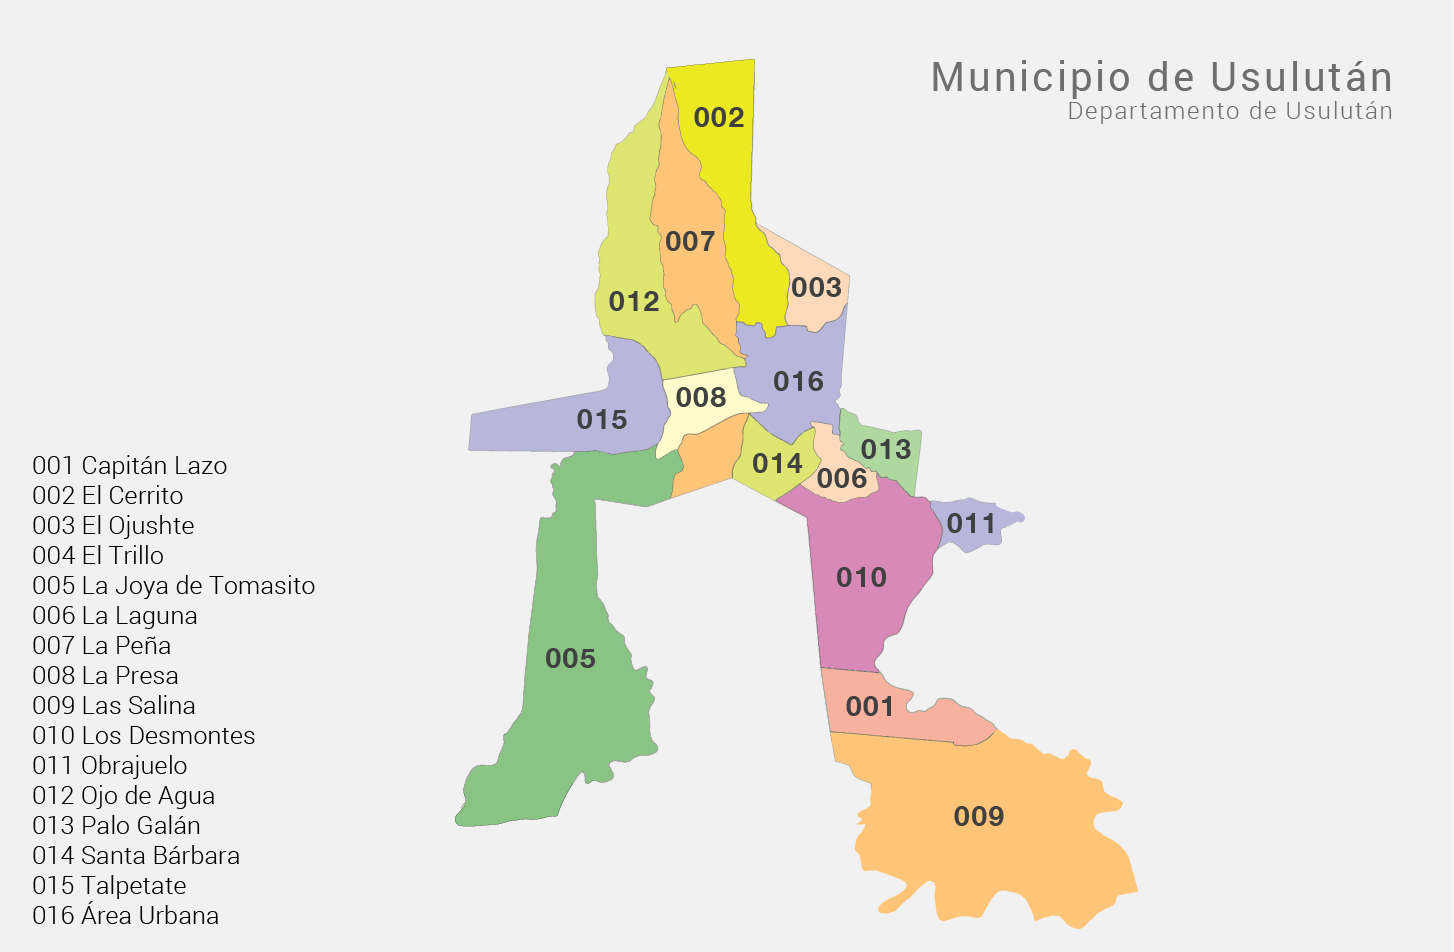 Municipio de Usulután
Departamento de Usulután
002
007
003
012
016
008
015
013
014
006
011
010
005
001
009
001 Capitán Lazo
002 El Cerrito
003 El Ojushte
004 El Trillo
005 La Joya de Tomasito
006 La Laguna
007 La Peña
008 La Presa
009 Las Salina
010 Los Desmontes
011 Obrajuelo
012 Ojo de Agua
013 Palo Galán
014 Santa Bárbara
015 Talpetate
016 Área Urbana